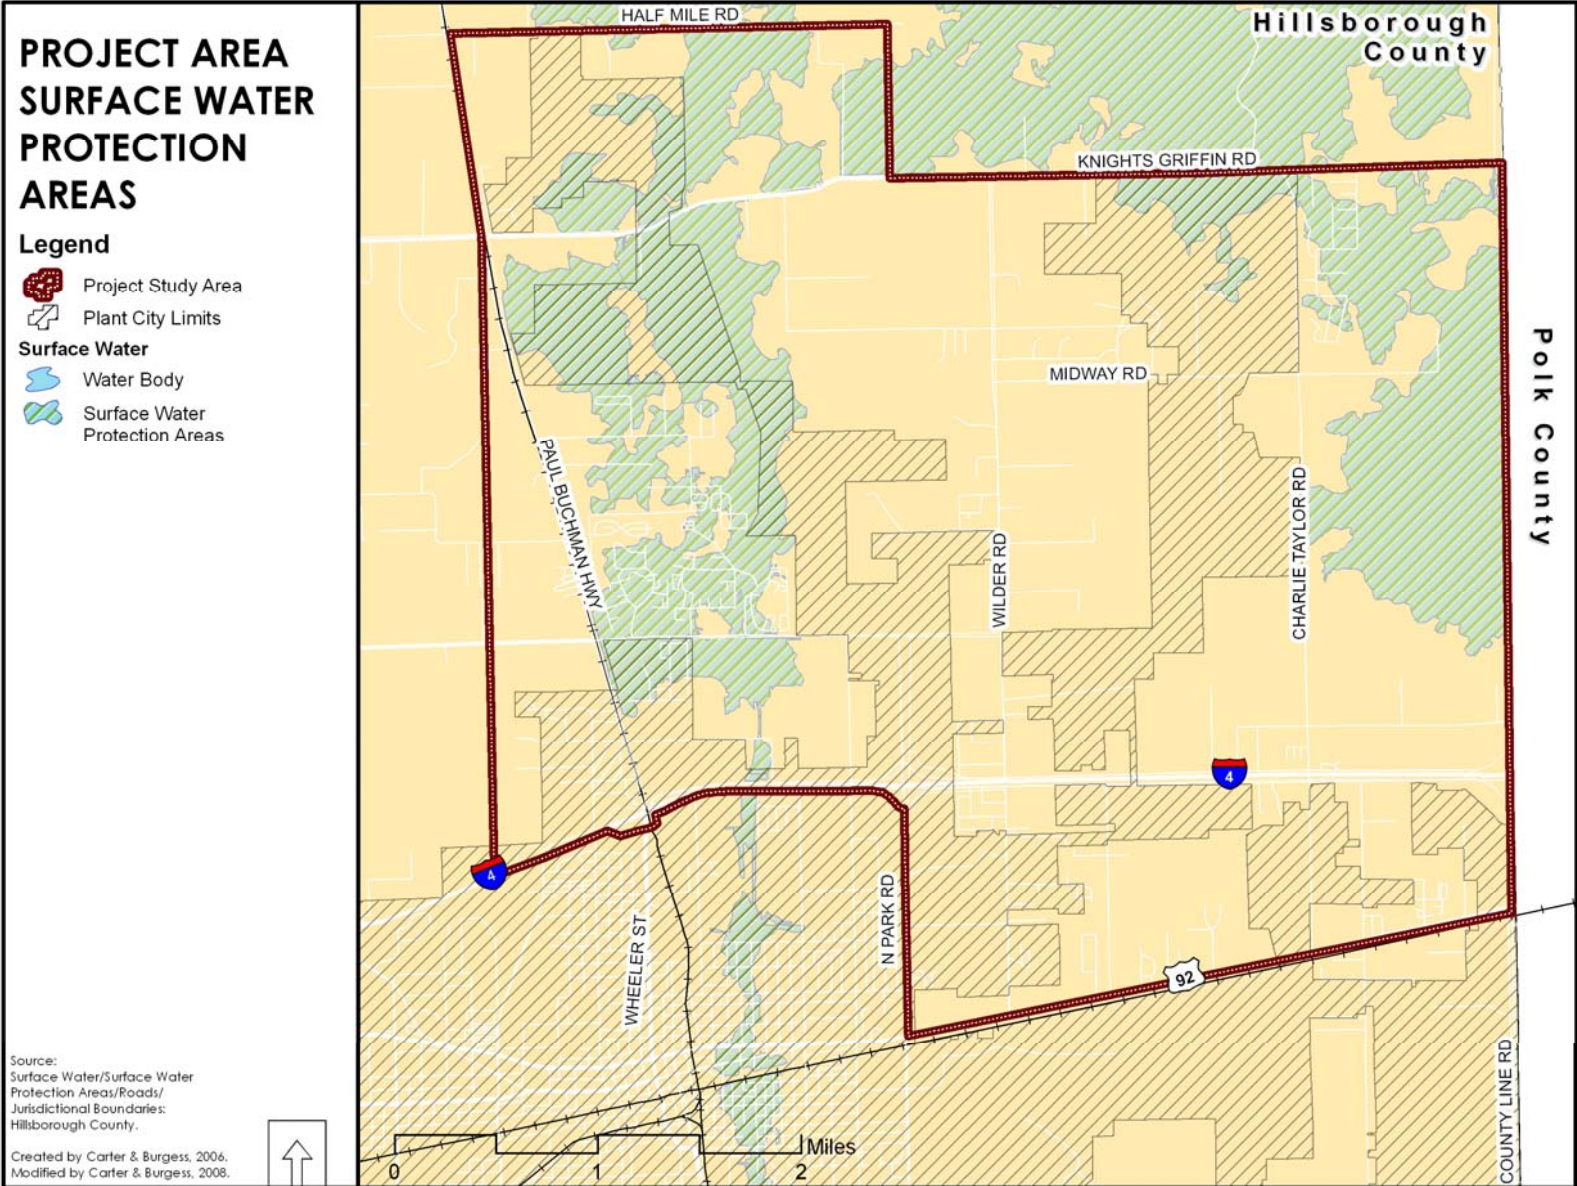 PROJECT AREA
SURFACE WATER
PROTECTION
AREAS
Legend
Project Study Area
Plant City Limits
Surface Water
Water Body
Surface Water
Protection Areas
Source:
Surface Water/Surface Water
Protection Areas/Roads/
Jurisdictional Boundaries:
Hillsborough County.
Created by Carter & Burgess, 2006.
Modified by Carter & Burgess, 2008.
HALF MILE RD
Hillsborough
County
KNIGHTS GRIFFIN RD
MIDWAY RD
Polk County
PAUL BUCHMAN HWY
WILDER RD
CHARLIE TAYLOR RD
4
4
N PARK RD
WHEELER ST
92
COUNTY LINE RD
Miles
0 1 2